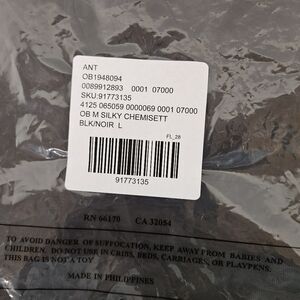 ANT
OB1948094
0089912893 0001 07000
SKU:91773135
4125 065059 0000069 0001 07000
OB M SILKY CHEMISETT
BLK/NOIR L
FI_28
91773135
RN 66170 CA 32054
TO AVOID DANGER OF SUFFOCATION, KEEP AWAY FROM BABIES AND
CHILDREN. DO NOT USE IN CRIBS, BEDS, CARRIAGES, OR PLAYPENS.
THIS BAG IS NOT A TOY
MADE IN PHILIPPINES